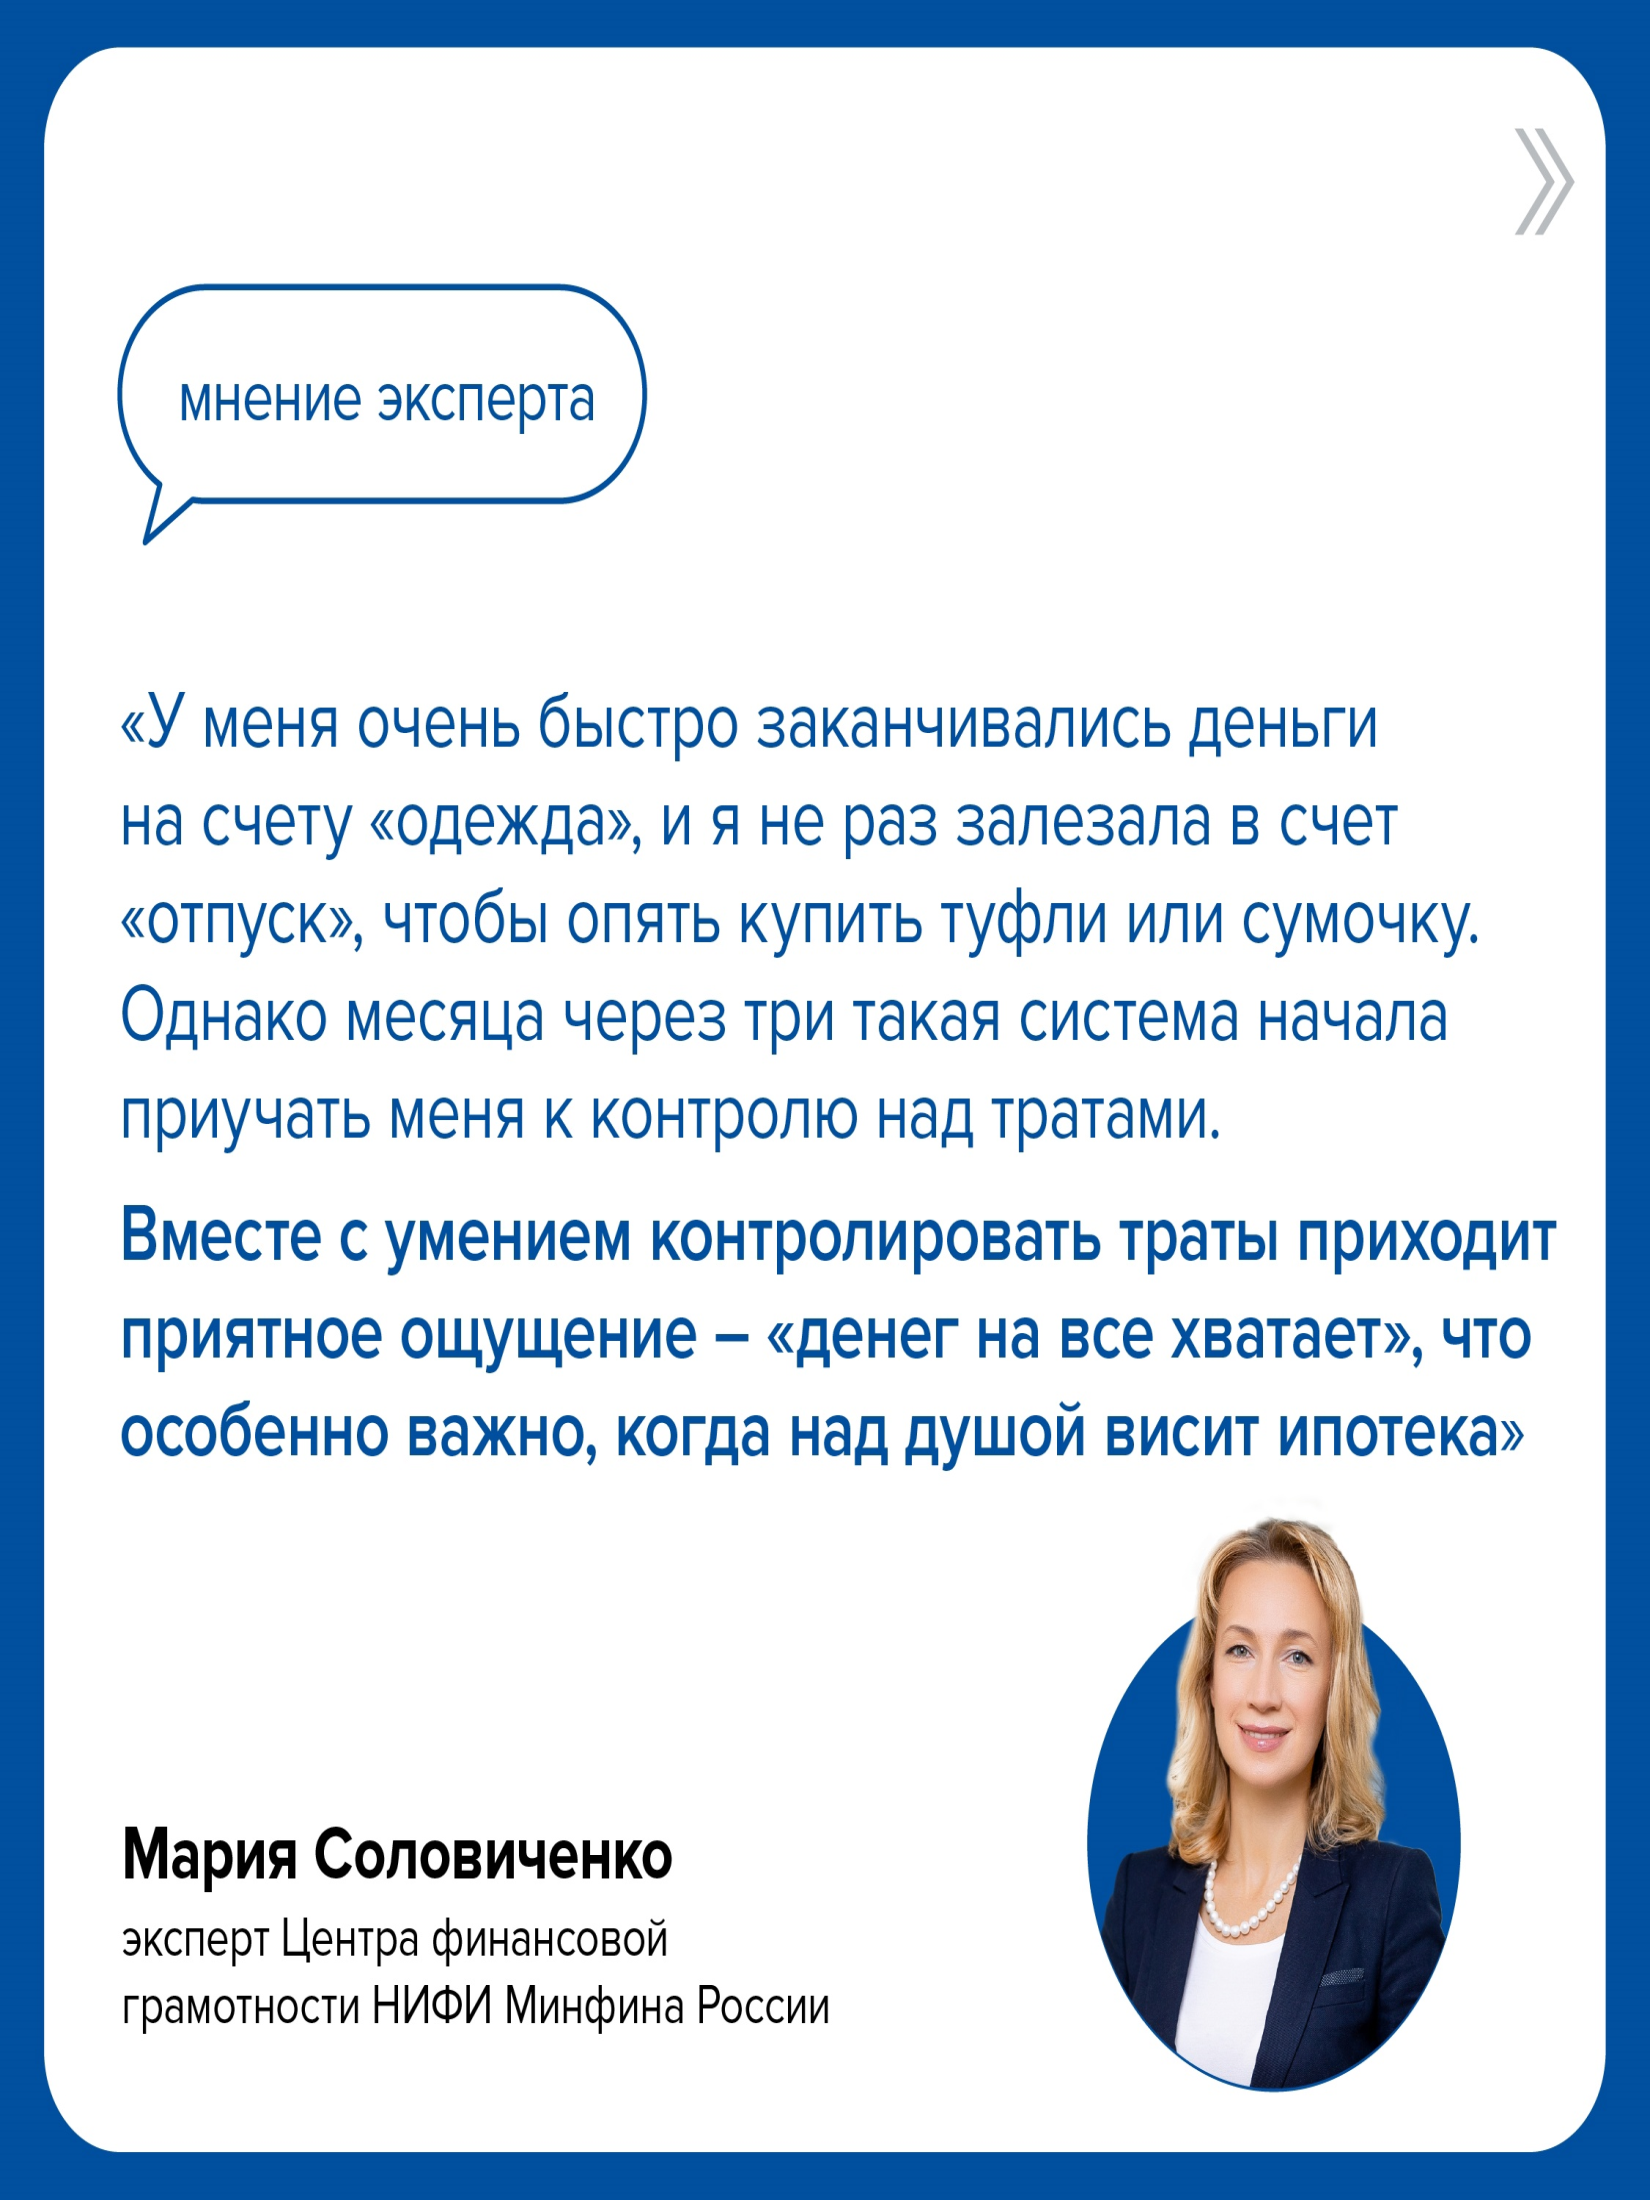 мнение эксперта
«У меня очень быстро заканчивались деньги
на счету «одежда», и я не раз залезала в счет
«отпуск», чтобы опять купить туфли или сумочку.
Однако месяца через три такая система начала
приучать меня к контролю над тратами.
Вместе с умением контролировать траты приходит
приятное ощущение – «денег на все хватает», что
особенно важно, когда над душой висит ипотека»
Мария Соловиченко
эксперт Центра финансовой
грамотности НИФИ Минфина России